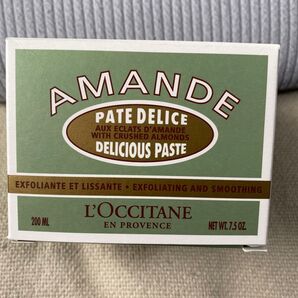 AMANDE
PATE DELICE
AUX ECLATS D'AMANDE
WITH CRUSHED ALMONDS
DELICIOUS PASTE
EXFOLIANTE ET LISSANTE • EXFOLIATING AND SMOOTHING
L'OCCITANE
EN PROVENCE
200 ML
NET WT. 7.5 OZ.